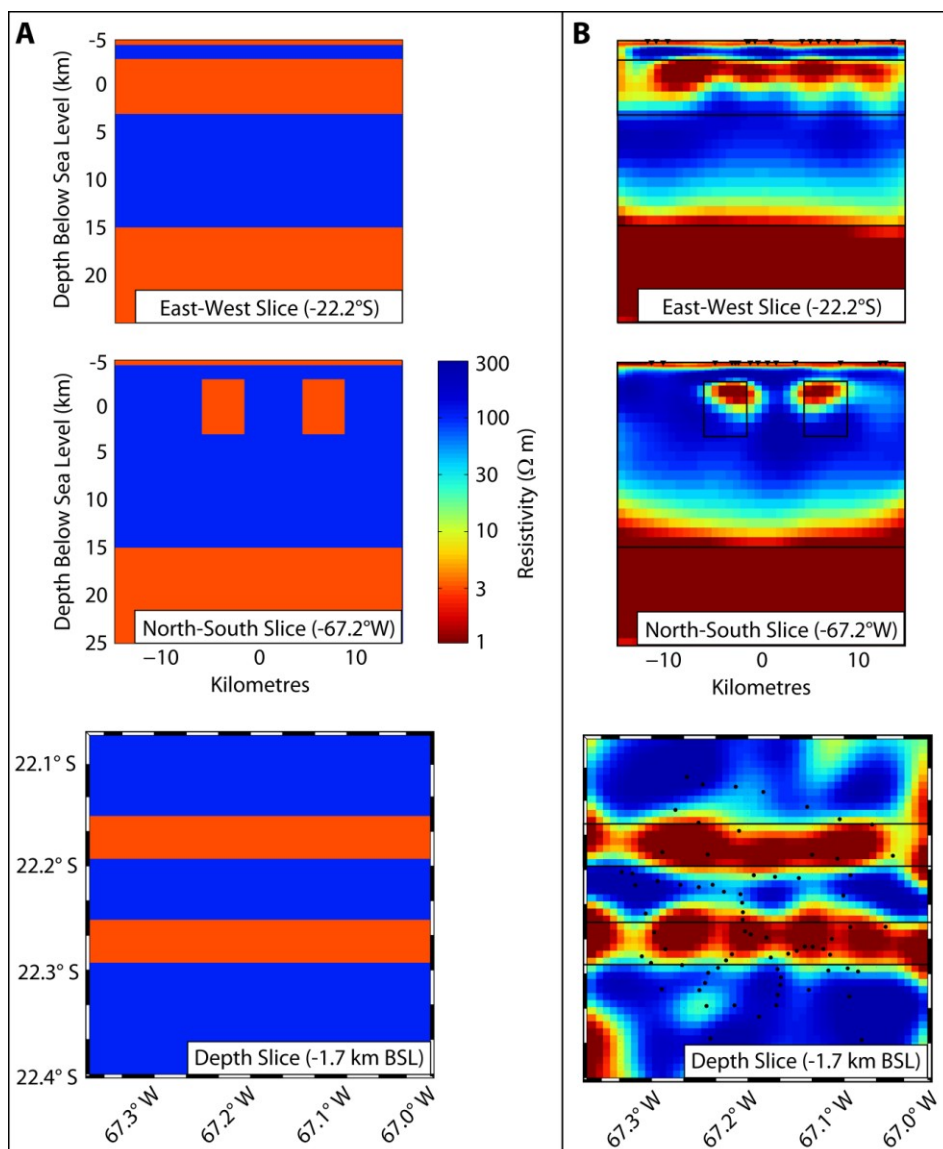 A
B
-5
0
5
10
15
20
Depth Below Sea Level (km)
East-West Slice (-22.2°S)
East-West Slice (-22.2°S)
-5
0
5
10
15
20
25
Depth Below Sea Level (km)
North-South Slice (-67.2°W)
−10 0 10
Kilometres
300
100
30
10
3
1
Resistivity (Ω m)
North-South Slice (-67.2°W)
−10 0 10
Kilometres
22.1° S
22.2° S
22.3° S
22.4° S
Depth Slice (-1.7 km BSL)
67.3° W 67.2° W 67.1° W 67.0° W
Depth Slice (-1.7 km BSL)
67.3° W 67.2° W 67.1° W 67.0° W